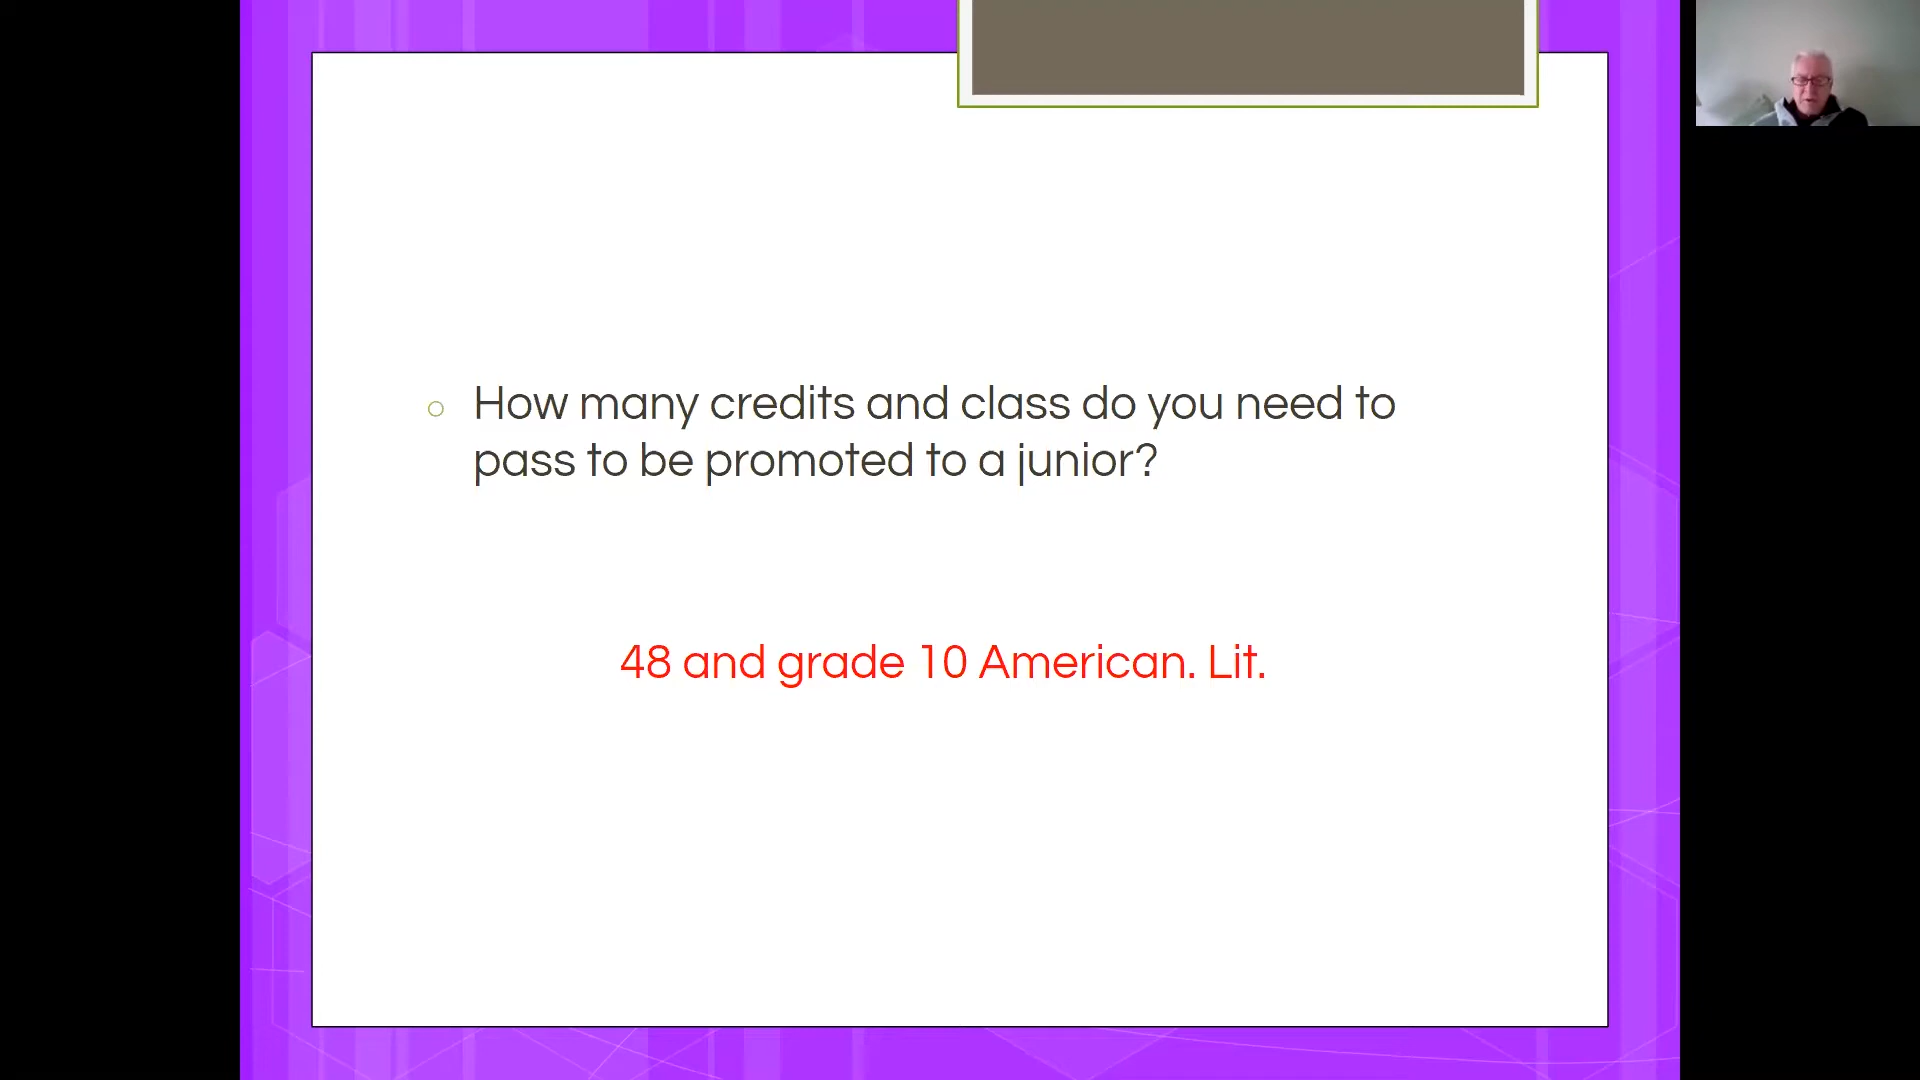 How many credits and class do you need to
pass to be promoted to a junior?
48 and grade 10 American. Lit.